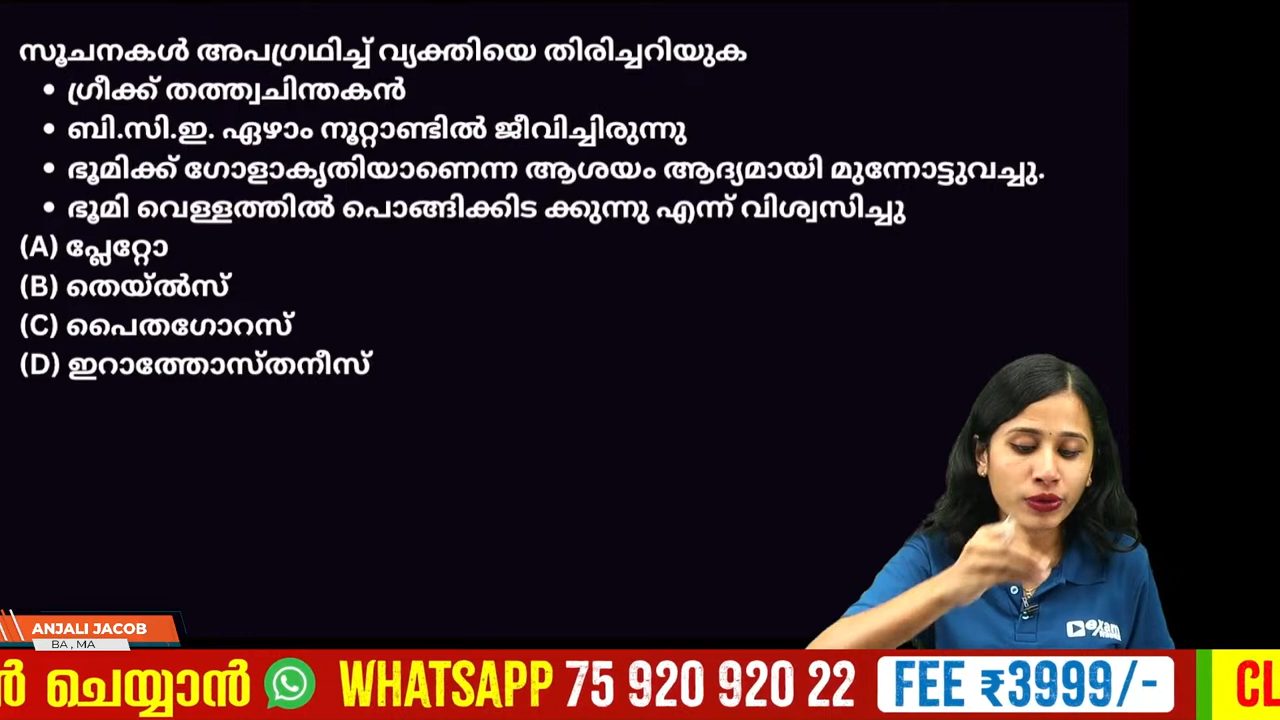 സൂചനകൾ അപഗ്രഥിച്ച് വ്യക്തിയെ തിരിച്ചറിയുക
• ഗ്രീക്ക് തത്ത്വചിന്തകൻ
• ബി.സി.ഇ. ഏഴാം നൂറ്റാണ്ടിൽ ജീവിച്ചിരുന്നു
• ഭൂമിക്ക് ഗോളാകൃതിയാണെന്ന ആശയം ആദ്യമായി മുന്നോട്ടുവച്ചു.
• ഭൂമി വെള്ളത്തിൽ പൊങ്ങിക്കിട ക്കുന്നു എന്ന് വിശ്വസിച്ചു
(A) പ്ലേറ്റോ
(B) തെയ്ൽസ്
(C) പൈതഗോറസ്
(D) ഇറാത്തോസ്തനീസ്
exam
ANJALI JACOB
BA , MA
ൽ ചെയ്യാൻ WHATSAPP 75 920 920 22 FEE ₹3999/- CL